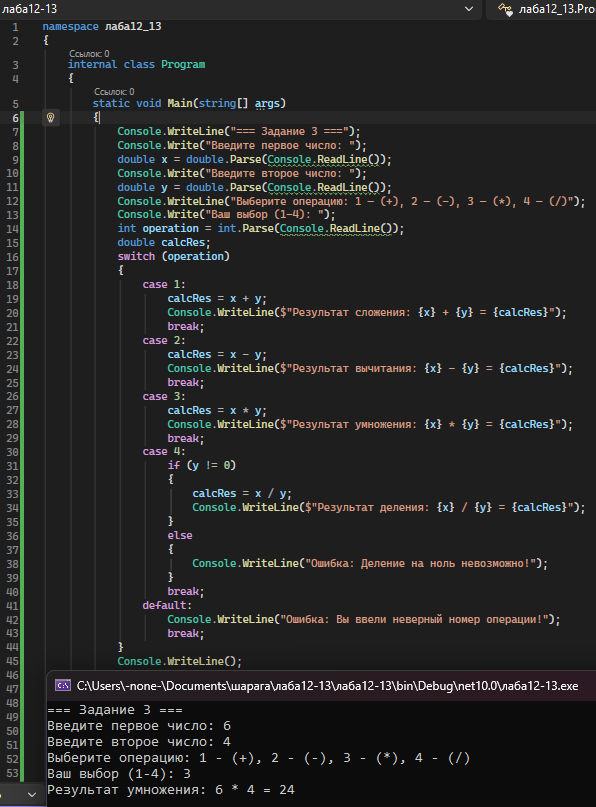 лаба12-13
лаба12_13.Pro
1 namespace лаба12_13
2 {
Ссылок: 0
3 internal class Program
4 {
Ссылок: 0
5 static void Main(string[] args)
6 {
7 Console.WriteLine("=== Задание 3 ===");
8 Console.Write("Введите первое число: ");
9 double x = double.Parse(Console.ReadLine());
10 Console.Write("Введите второе число: ");
11 double y = double.Parse(Console.ReadLine());
12 Console.WriteLine("Выберите операцию: 1 - (+), 2 - (-), 3 - (*), 4 - (/)");
13 Console.Write("Ваш выбор (1-4): ");
14 int operation = int.Parse(Console.ReadLine());
15 double calcRes;
16 switch (operation)
17 {
18 case 1:
19 calcRes = x + y;
20 Console.WriteLine($"Результат сложения: {x} + {y} = {calcRes}");
21 break;
22 case 2:
23 calcRes = x - y;
24 Console.WriteLine($"Результат вычитания: {x} - {y} = {calcRes}");
25 break;
26 case 3:
27 calcRes = x * y;
28 Console.WriteLine($"Результат умножения: {x} * {y} = {calcRes}");
29 break;
30 case 4:
31 if (y != 0)
32 {
33 calcRes = x / y;
34 Console.WriteLine($"Результат деления: {x} / {y} = {calcRes}");
35 }
36 else
37 {
38 Console.WriteLine("Ошибка: Деление на ноль невозможно!");
39 }
40 break;
41 default:
42 Console.WriteLine("Ошибка: Вы ввели неверный номер операции!");
43 break;
44 }
45 Console.WriteLine();
46
47
48
49
50
51
52
53
C:\Users\-none-\Documents\шарага\лаба12-13\лаба12-13\bin\Debug\net10.0\лаба12-13.exe
=== Задание 3 ===
Введите первое число: 6
Введите второе число: 4
Выберите операцию: 1 - (+), 2 - (-), 3 - (*), 4 - (/)
Ваш выбор (1-4): 3
Результат умножения: 6 * 4 = 24